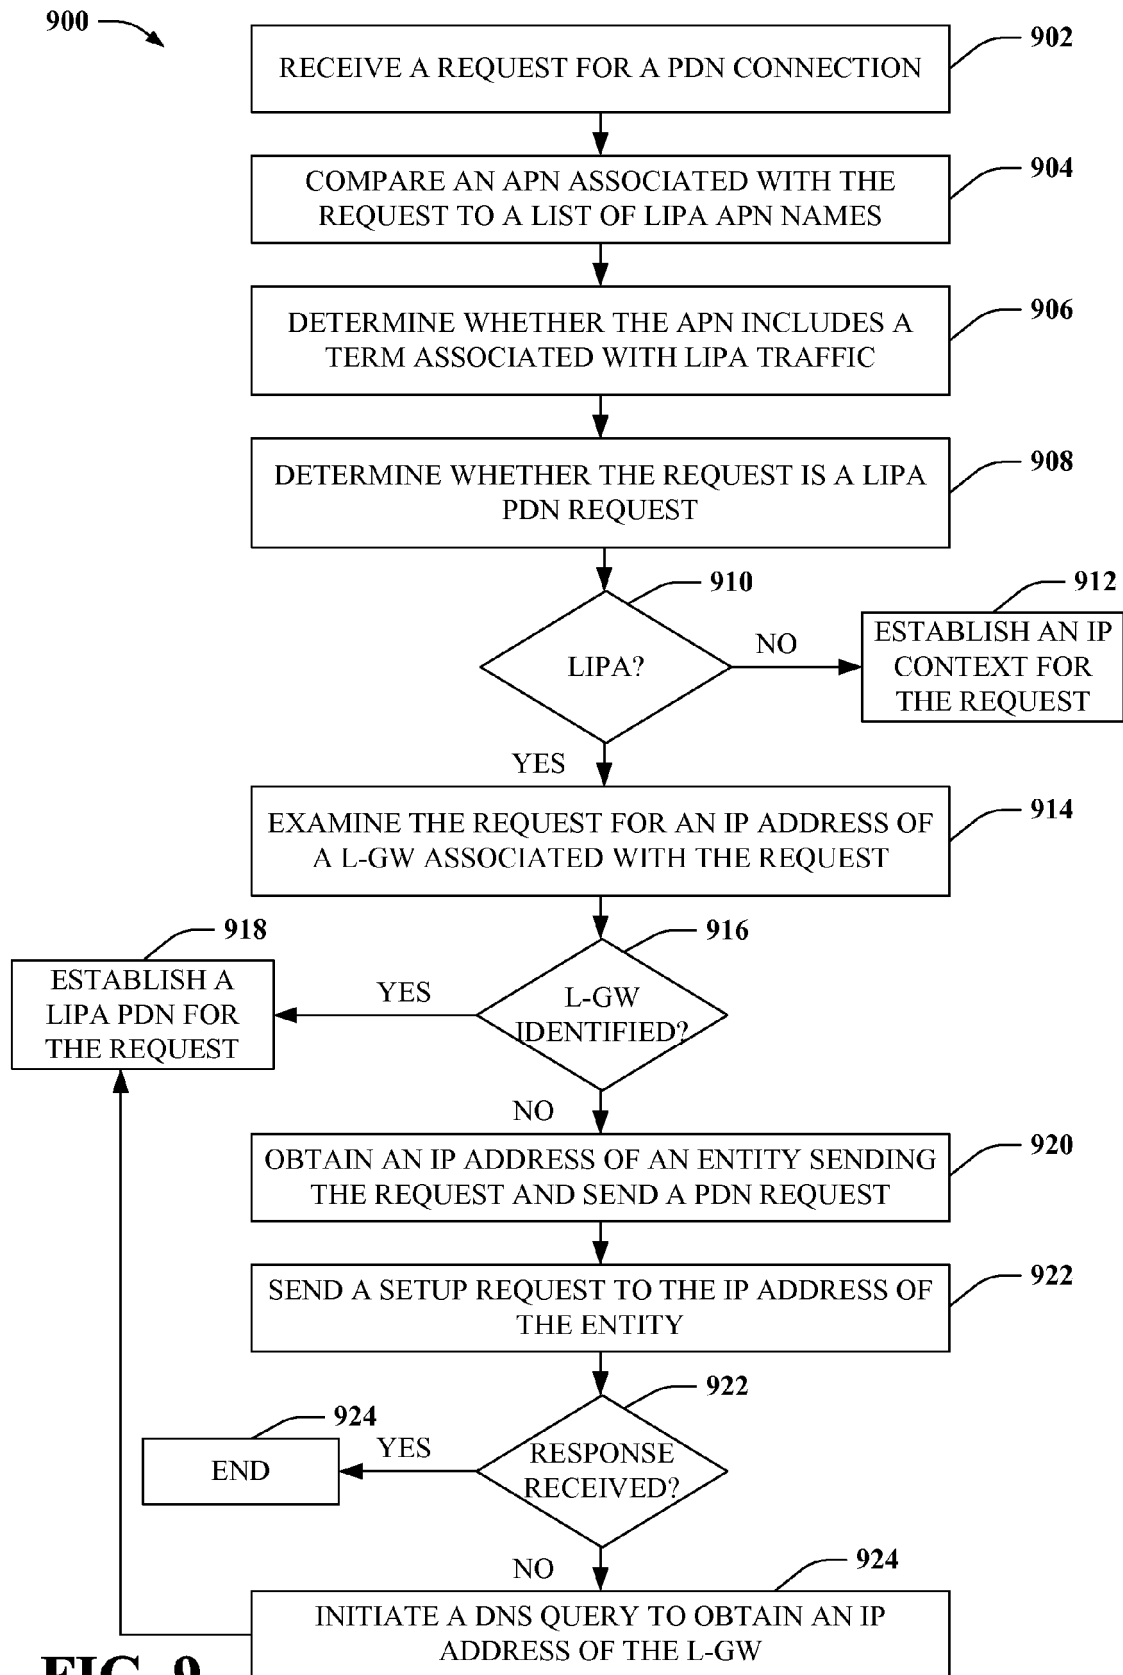 900
902
RECEIVE A REQUEST FOR A PDN CONNECTION
904
COMPARE AN APN ASSOCIATED WITH THE
REQUEST TO A LIST OF LIPA APN NAMES
906
DETERMINE WHETHER THE APN INCLUDES A
TERM ASSOCIATED WITH LIPA TRAFFIC
908
DETERMINE WHETHER THE REQUEST IS A LIPA
PDN REQUEST
910
LIPA?
NO
912
ESTABLISH AN IP
CONTEXT FOR
THE REQUEST
YES
914
EXAMINE THE REQUEST FOR AN IP ADDRESS OF
A L-GW ASSOCIATED WITH THE REQUEST
916
L-GW
IDENTIFIED?
YES
918
ESTABLISH A
LIPA PDN FOR
THE REQUEST
NO
920
OBTAIN AN IP ADDRESS OF AN ENTITY SENDING
THE REQUEST AND SEND A PDN REQUEST
922
SEND A SETUP REQUEST TO THE IP ADDRESS OF
THE ENTITY
922
RESPONSE
RECEIVED?
YES
924
END
NO
924
INITIATE A DNS QUERY TO OBTAIN AN IP
ADDRESS OF THE L-GW
FIG. 9